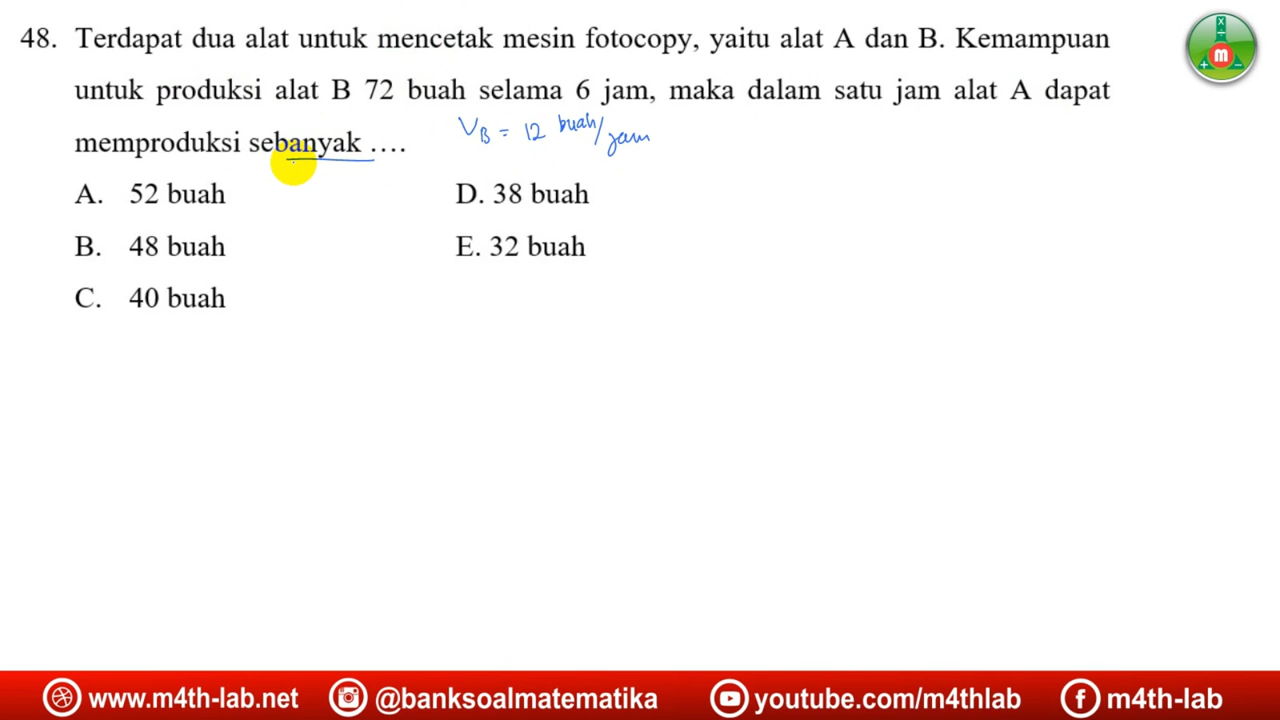 48. Terdapat dua alat untuk mencetak mesin fotocopy, yaitu alat A dan B. Kemampuan
untuk produksi alat B 72 buah selama 6 jam, maka dalam satu jam alat A dapat
memproduksi sebanyak ....
V_B = 12 buah/jam
A. 52 buah
B. 48 buah
C. 40 buah
D. 38 buah
E. 32 buah
m
www.m4th-lab.net
@banksoalmatematika
youtube.com/m4thlab
m4th-lab